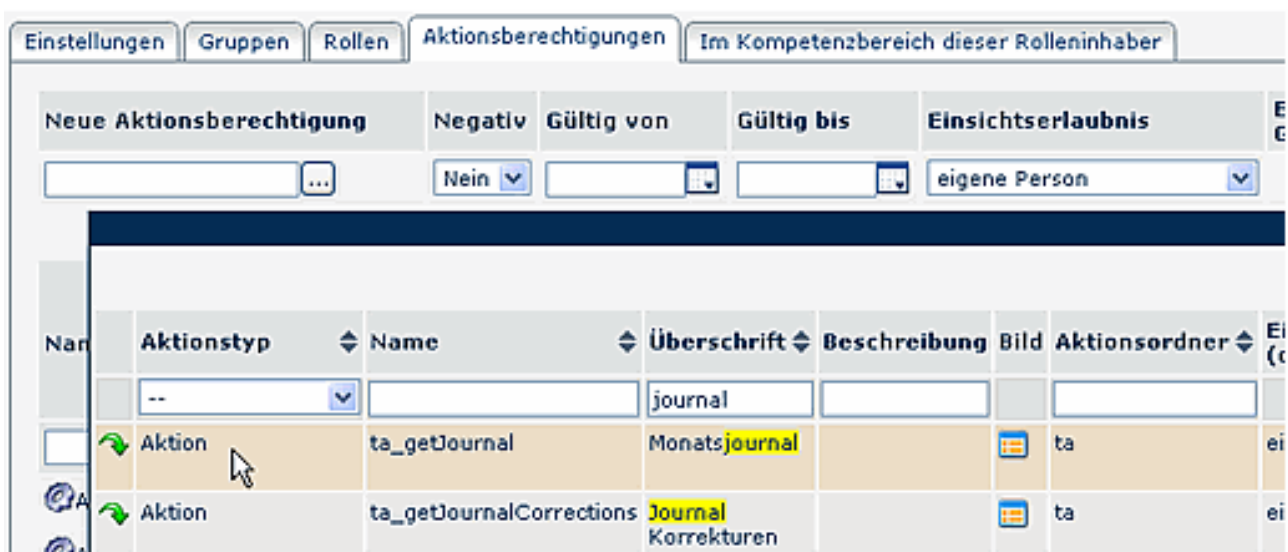 Einstellungen Gruppen Rollen Aktionsberechtigungen Im Kompetenzbereich dieser Rolleninhaber
Neue Aktionsberechtigung Negativ Gültig von Gültig bis Einsichtserlaubnis
... Nein eigene Person
Aktionstyp Name Überschrift Beschreibung Bild Aktionsordner
-- journal
Aktion ta_getJournal Monatsjournal ta
Aktion ta_getJournalCorrections Journal ta
Korrekturen